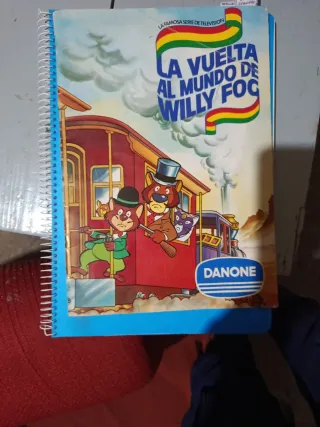 LA FAMOSA SERIE DE TELEVISION
LA VUELTA
AL MUNDO DE
WILLY FOG
DANONE